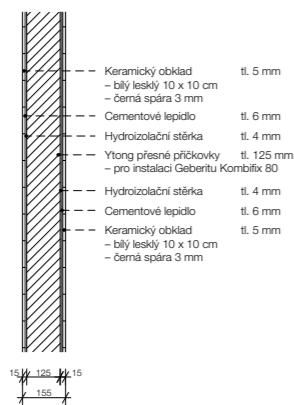 Keramický obklad tl. 5 mm
– bílý lesklý 10 x 10 cm
– černá spára 3 mm
Cementové lepidlo tl. 6 mm
Hydroizolační stěrka tl. 4 mm
Ytong přesné příčkovky tl. 125 mm
– pro instalaci Geberitu Kombifix 80
Hydroizolační stěrka tl. 4 mm
Cementové lepidlo tl. 6 mm
Keramický obklad tl. 5 mm
– bílý lesklý 10 x 10 cm
– černá spára 3 mm
15 125 15
155